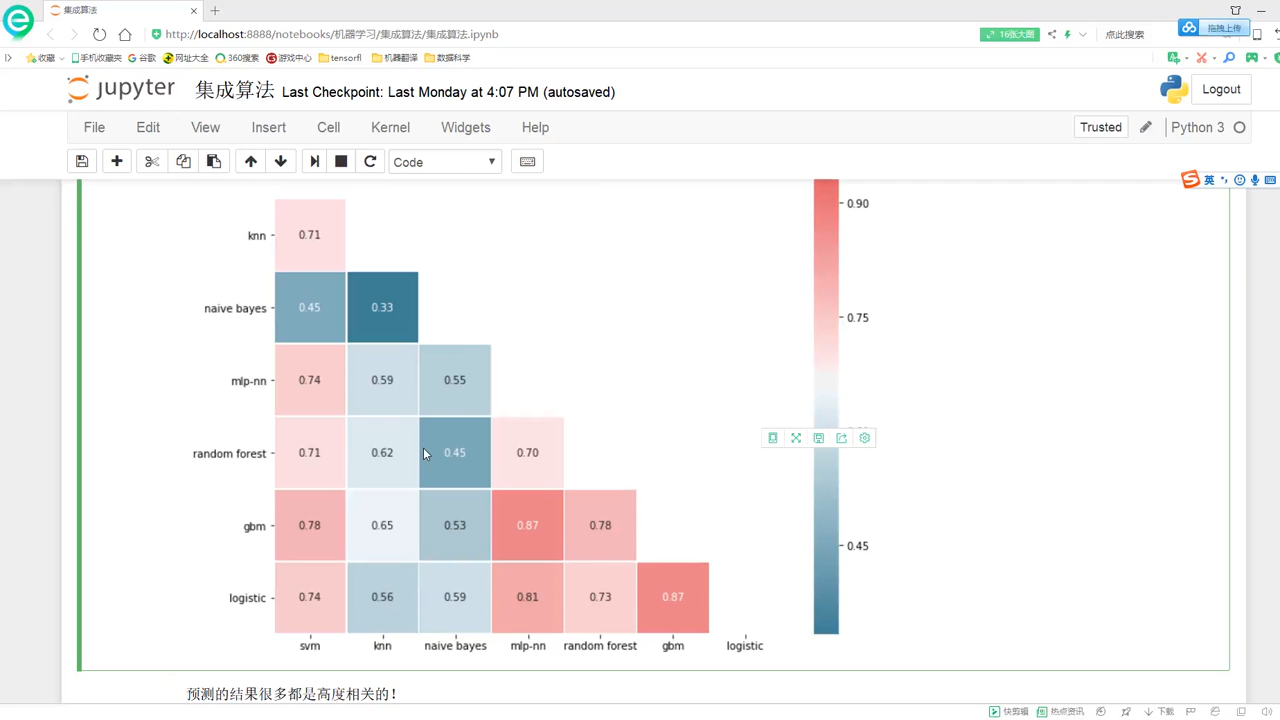 集成算法
http://localhost:8888/notebooks/机器学习/集成算法/集成算法.ipynb
16张大图
点此搜索
拖拽上传
收藏 手机收藏夹 谷歌 网址大全 360搜索 游戏中心 tensorfl 机器翻译 数据科学
jupyter 集成算法 Last Checkpoint: Last Monday at 4:07 PM (autosaved)
Logout
File Edit View Insert Cell Kernel Widgets Help
Trusted Python 3
Code
英
0.90
knn 0.71
naive bayes 0.45 0.33
0.75
mlp-nn 0.74 0.59 0.55
random forest 0.71 0.62 0.45 0.70
gbm 0.78 0.65 0.53 0.87 0.78
0.45
logistic 0.74 0.56 0.59 0.81 0.73 0.87
svm knn naive bayes mlp-nn random forest gbm logistic
预测的结果很多都是高度相关的！
快剪辑 热点资讯 下载